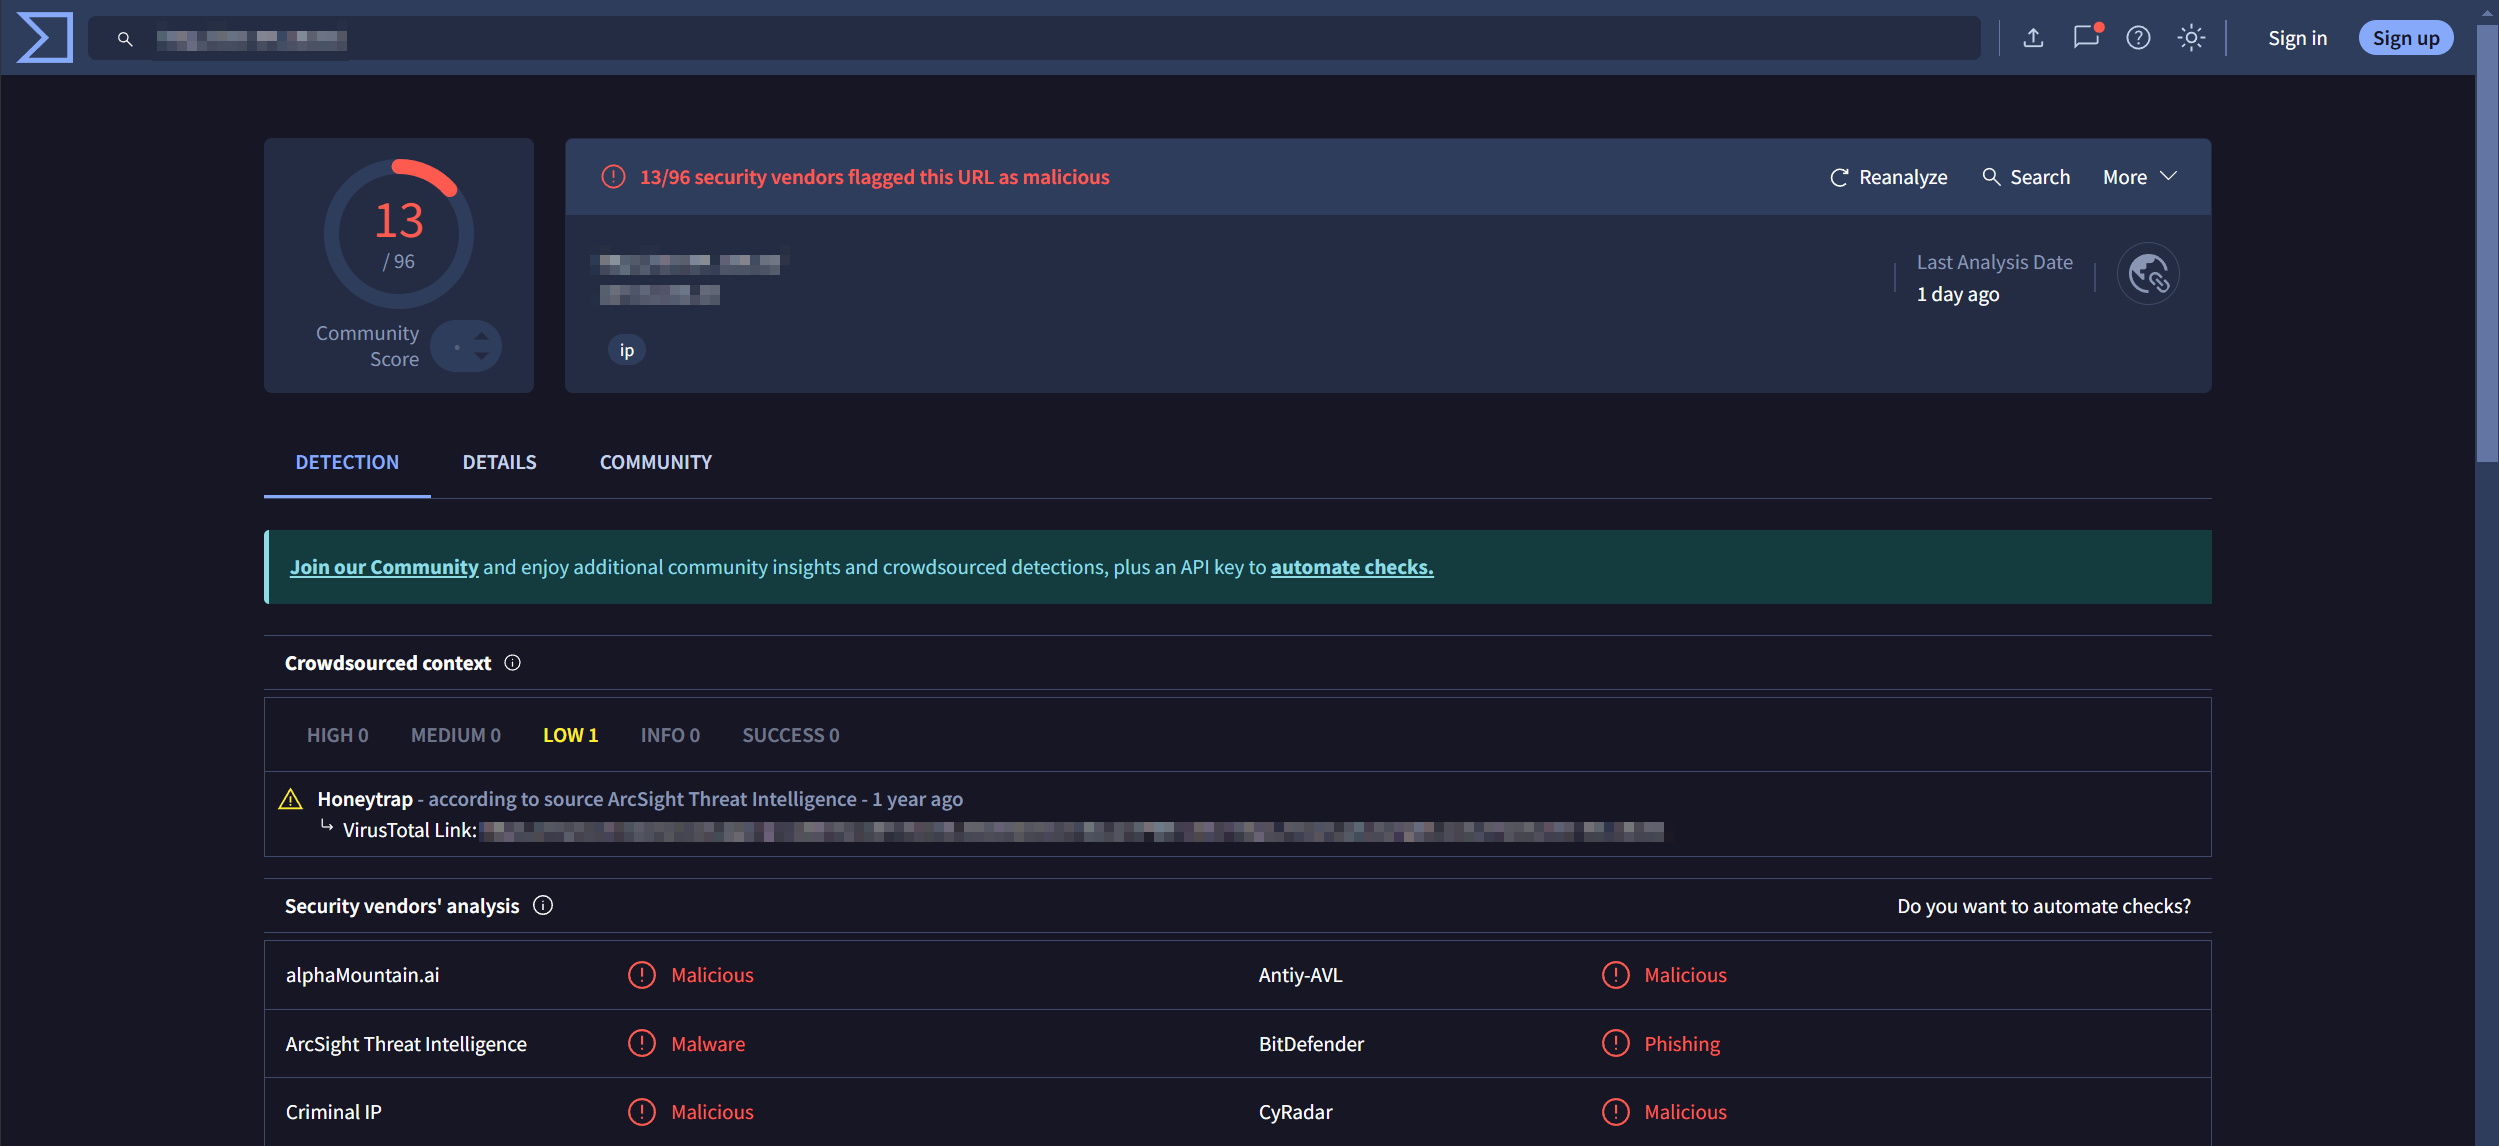 Sign in
Sign up
13
/ 96
Community
Score
13/96 security vendors flagged this URL as malicious
Reanalyze
Search
More
Last Analysis Date
1 day ago
ip
DETECTION
DETAILS
COMMUNITY
Join our Community and enjoy additional community insights and crowdsourced detections, plus an API key to automate checks.
Crowdsourced context
HIGH 0
MEDIUM 0
LOW 1
INFO 0
SUCCESS 0
Honeytrap - according to source ArcSight Threat Intelligence - 1 year ago
VirusTotal Link:
Security vendors' analysis
Do you want to automate checks?
alphaMountain.ai
Malicious
Antiy-AVL
Malicious
ArcSight Threat Intelligence
Malware
BitDefender
Phishing
Criminal IP
Malicious
CyRadar
Malicious